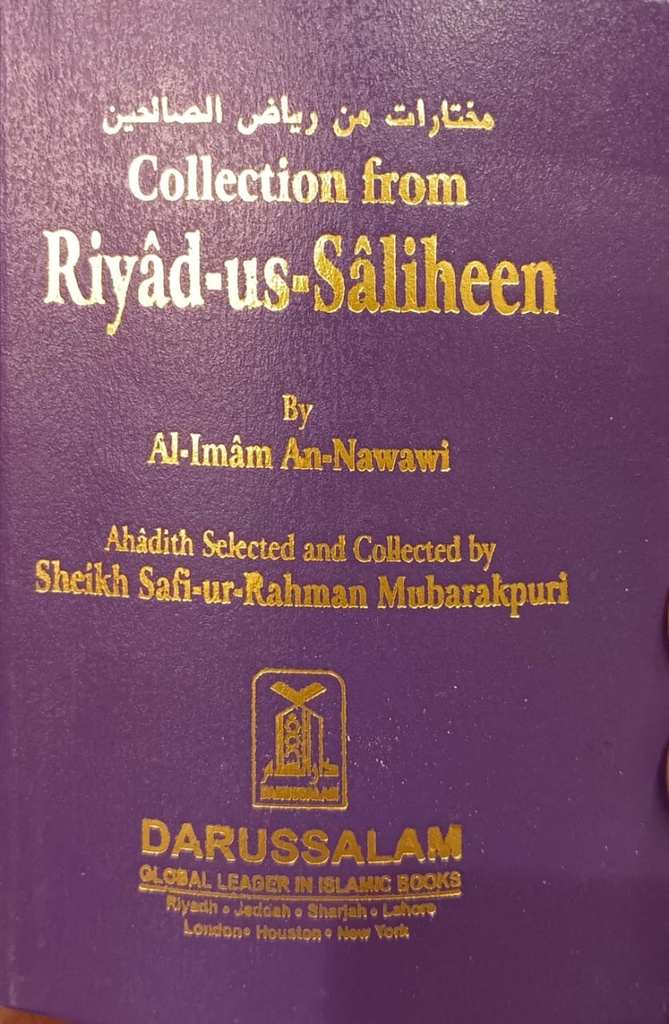 مختارات من رياض الصالحين
Collection from
Riyâd-us-Sâliheen
By
Al-Imâm An-Nawawi
Ahâdith Selected and Collected by
Sheikh Safi-ur-Rahman Mubarakpuri
دارالسلام
DARUSSALAM
DARUSSALAM
GLOBAL LEADER IN ISLAMIC BOOKS
Riyadh • Jeddah • Sharjah • Lahore
London • Houston • New York